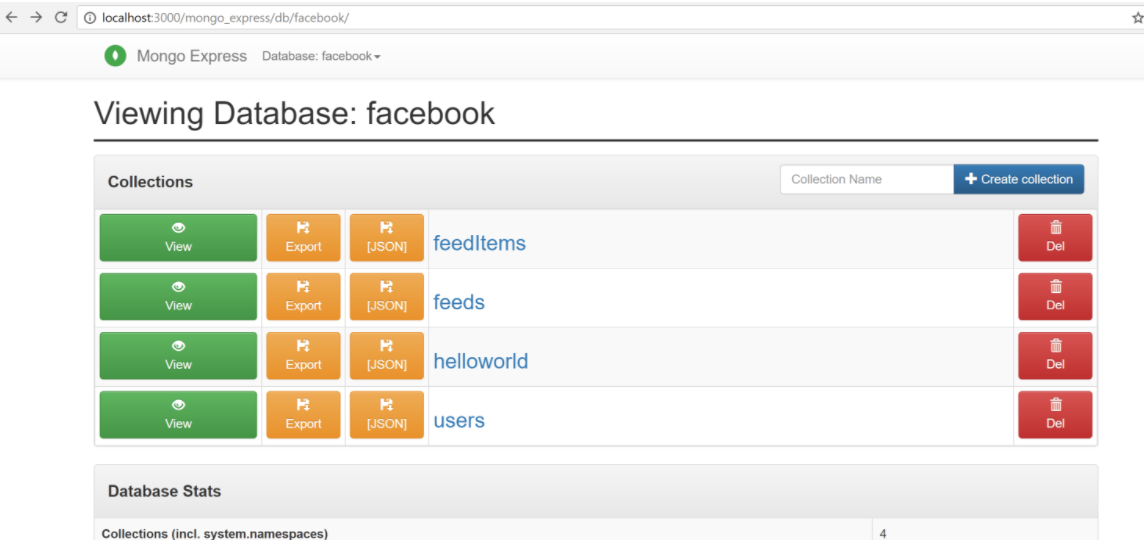 localhost:3000/mongo_express/db/facebook/
Mongo Express Database: facebook
Viewing Database: facebook
Collections Collection Name + Create collection
View Export [JSON] feedItems Del
View Export [JSON] feeds Del
View Export [JSON] helloworld Del
View Export [JSON] users Del
Database Stats
Collections (incl. system.namespaces) 4